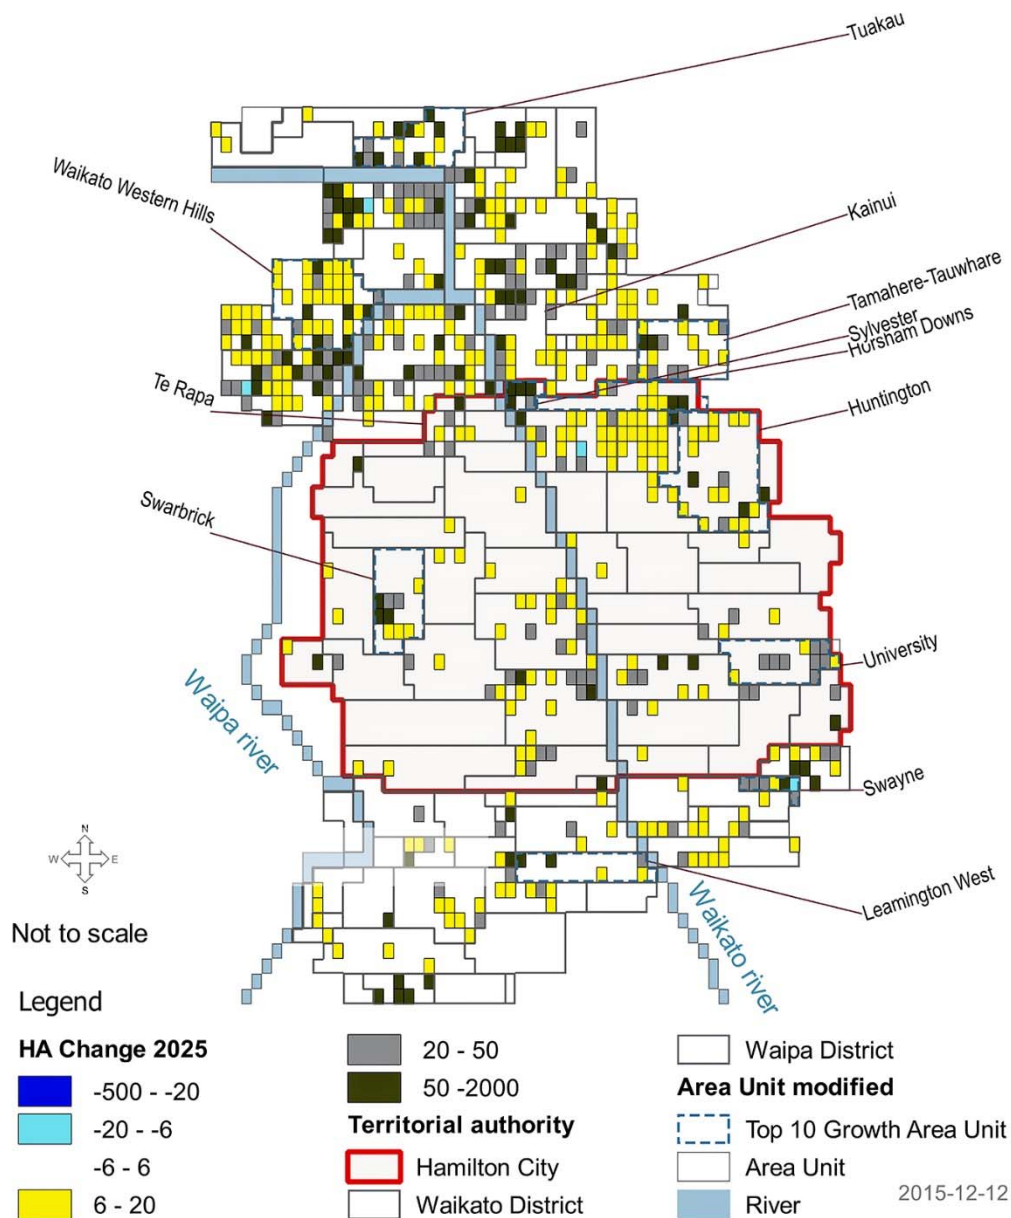 Tuakau
Waikato Western Hills
Kainui
Tamahere-Tauwhare
Sylvester
Horsham Downs
Te Rapa
Huntington
Swarbrick
University
Waipa river
Swayne
N
W E
S
Leamington West
Waikato river
Not to scale
Legend
HA Change 2025
-500 - -20
-20 - -6
-6 - 6
6 - 20
20 - 50
50 -2000
Territorial authority
Hamilton City
Waikato District
Waipa District
Area Unit modified
Top 10 Growth Area Unit
Area Unit
River
2015-12-12